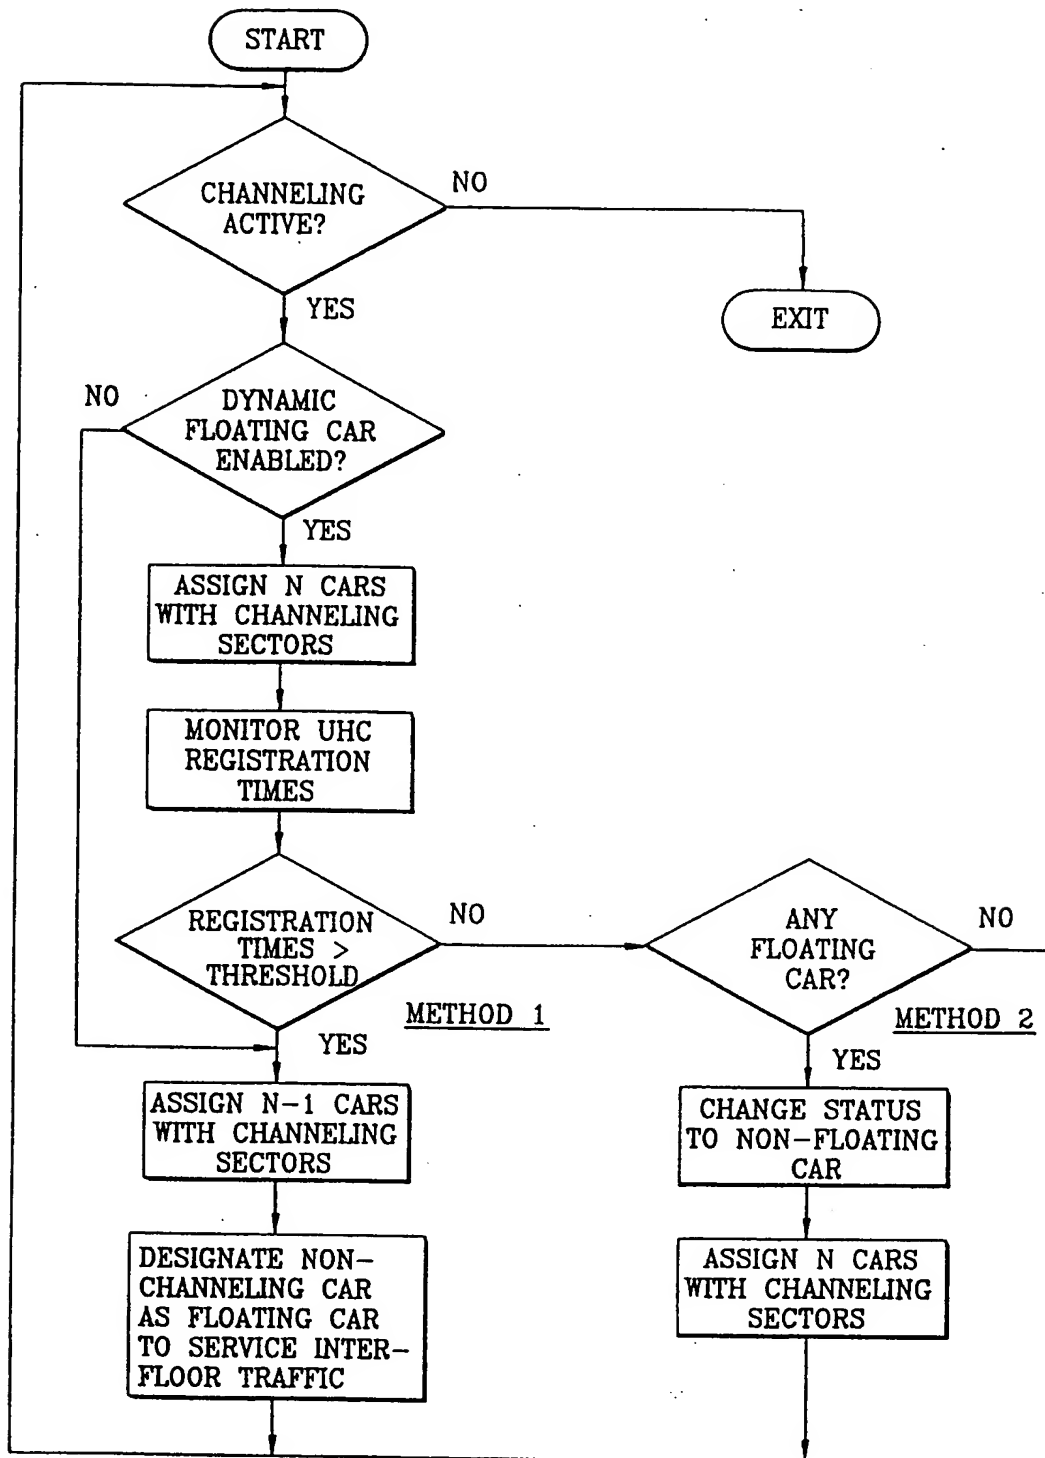 START
CHANNELING
ACTIVE?
NO
EXIT
YES
DYNAMIC
FLOATING CAR
ENABLED?
NO
YES
ASSIGN N CARS
WITH CHANNELING
SECTORS
MONITOR UHC
REGISTRATION
TIMES
REGISTRATION
TIMES >
THRESHOLD
NO
METHOD 1
YES
ANY
FLOATING
CAR?
NO
METHOD 2
YES
ASSIGN N-1 CARS
WITH CHANNELING
SECTORS
DESIGNATE NON-
CHANNELING CAR
AS FLOATING CAR
TO SERVICE INTER-
FLOOR TRAFFIC
CHANGE STATUS
TO NON-FLOATING
CAR
ASSIGN N CARS
WITH CHANNELING
SECTORS